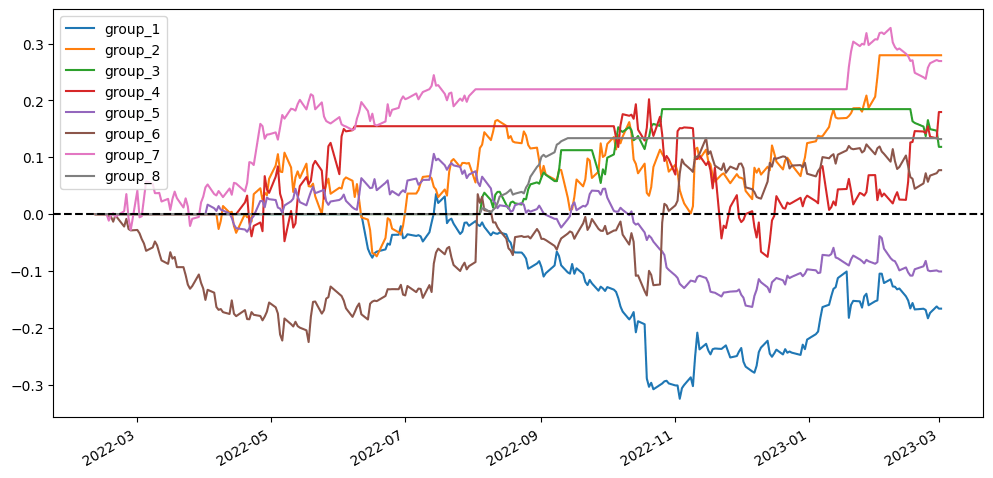 group_1
group_2
group_3
group_4
group_5
group_6
group_7
group_8
0.3
0.2
0.1
0.0
−0.1
−0.2
−0.3
2022-03
2022-05
2022-07
2022-09
2022-11
2023-01
2023-03